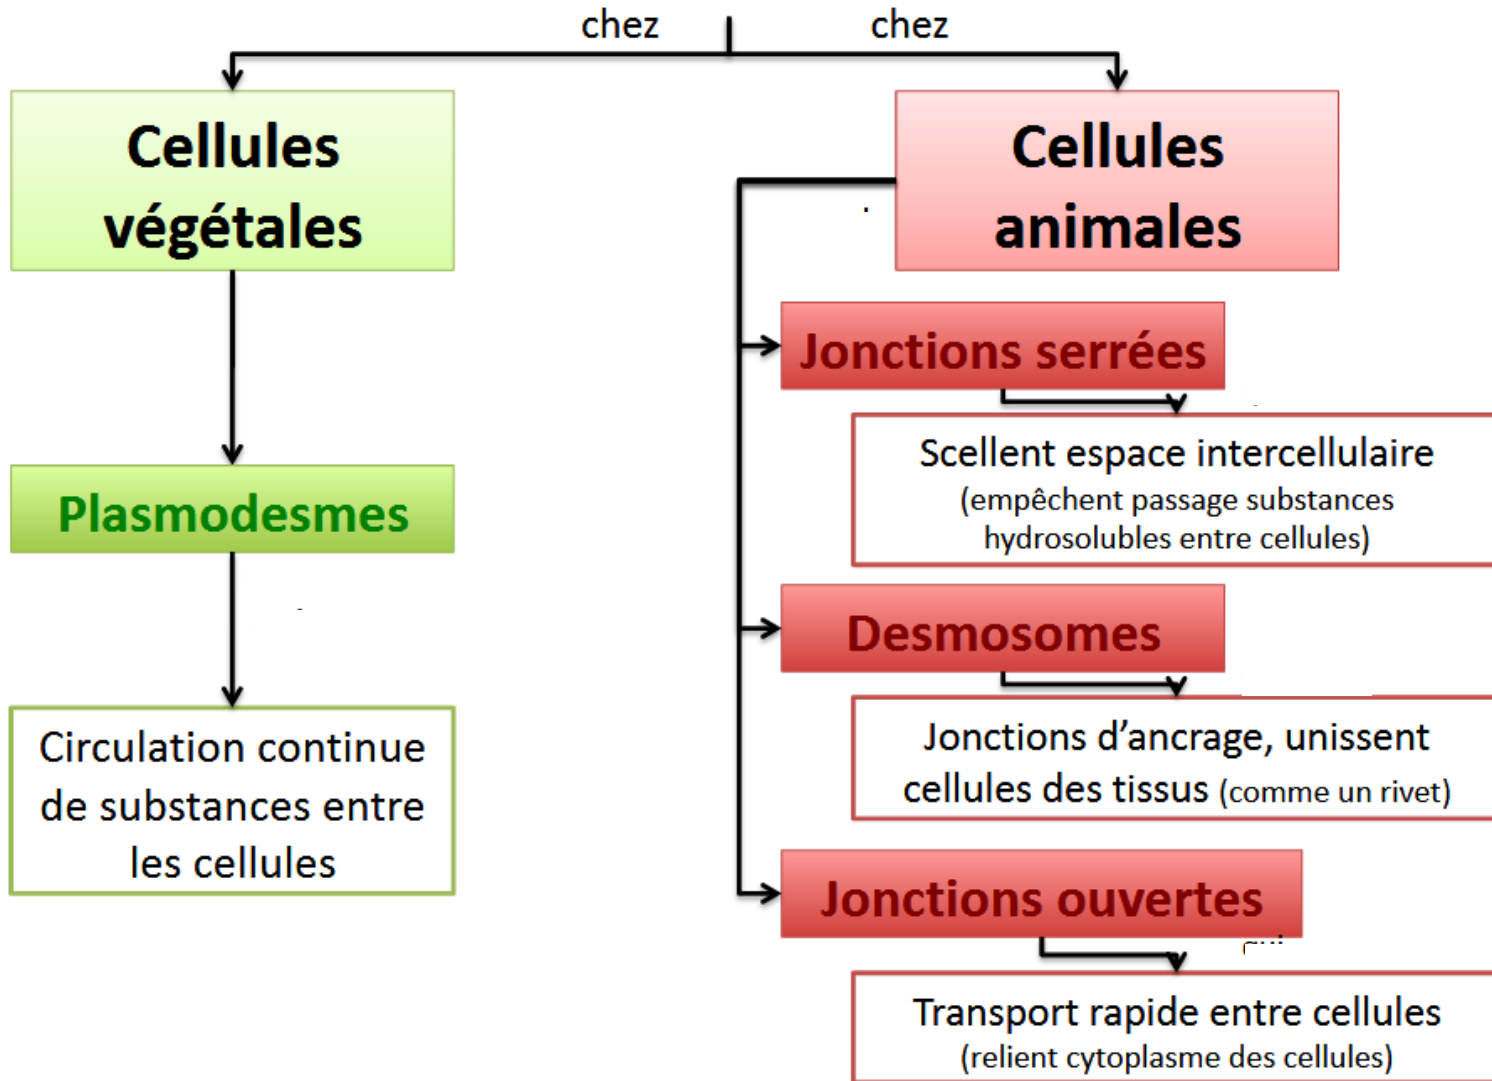 chez chez
Cellules
végétales
Plasmodesmes
Circulation continue
de substances entre
les cellules
Cellules
animales
Jonctions serrées
Scellent espace intercellulaire
(empêchent passage substances
hydrosolubles entre cellules)
Desmosomes
Jonctions d’ancrage, unissent
cellules des tissus (comme un rivet)
Jonctions ouvertes
Transport rapide entre cellules
(relient cytoplasme des cellules)